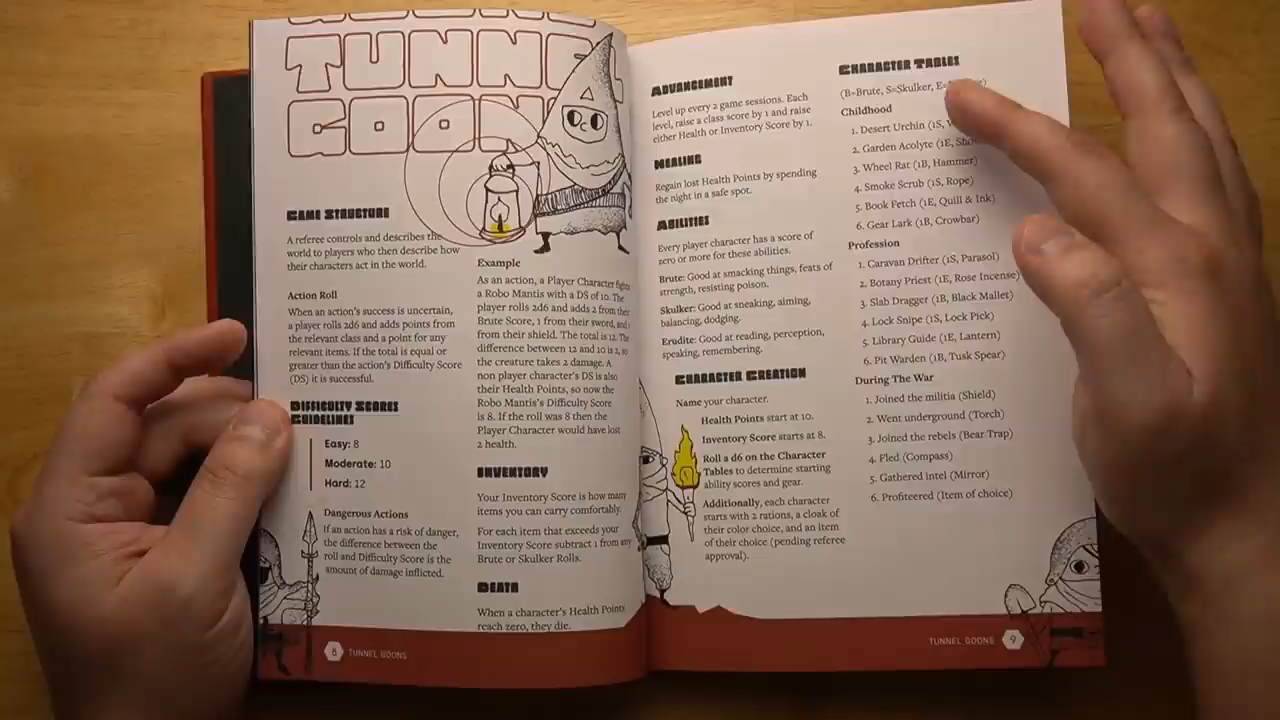 TUNNEL
GOONS
GAME STRUCTURE
A referee controls and describes the
world to players who then describe how
their characters act in the world.
Action Roll
When an action's success is uncertain,
a player rolls 2d6 and adds points from
the relevant class and a point for any
relevant items. If the total is equal or
greater than the action's Difficulty Score
(DS) it is successful.
DIFFICULTY SCORES
GUIDELINES
Easy: 8
Moderate: 10
Hard: 12
Dangerous Actions
If an action has a risk of danger,
the difference between the
roll and Difficulty Score is the
amount of damage inflicted.
Example
As an action, a Player Character fights
a Robo Mantis with a DS of 10. The
player rolls 2d6 and adds 2 from their
Brute Score, 1 from their sword, and 1
from their shield. The total is 12. The
difference between 12 and 10 is 2, so
the creature takes 2 damage. A
non player character's DS is also
their Health Points, so now the
Robo Mantis's Difficulty Score
is 8. If the roll was 8 then the
Player Character would have lost
2 health.
INVENTORY
Your Inventory Score is how many
items you can carry comfortably.
For each item that exceeds your
Inventory Score subtract 1 from any
Brute or Skulker Rolls.
DEATH
When a character's Health Points
reach zero, they die.
8 TUNNEL GOONS
ADVANCEMENT
Level up every 2 game sessions. Each
level, raise a class score by 1 and raise
either Health or Inventory Score by 1.
HEALING
Regain lost Health Points by spending
the night in a safe spot.
ABILITIES
Every player character has a score of
zero or more for these abilities.
Brute: Good at smacking things, feats of
strength, resisting poison.
Skulker: Good at sneaking, aiming,
balancing, dodging.
Erudite: Good at reading, perception,
speaking, remembering.
CHARACTER CREATION
Name your character.
Health Points start at 10.
Inventory Score starts at 8.
Roll a d6 on the Character
Tables to determine starting
ability scores and gear.
Additionally, each character
starts with 2 rations, a cloak of
their color choice, and an item
of their choice (pending referee
approval).
CHARACTER TABLES
(B=Brute, S=Skulker,
Childhood
1. Desert Urchin (1S,
2. Garden Acolyte (1E,
3. Wheel Rat (1B, Hammer)
4. Smoke Scrub (1S, Rope)
5. Book Fetch (1E, Quill & Ink)
6. Gear Lark (1B, Crowbar)
Profession
1. Caravan Drifter (1S, Parasol)
2. Botany Priest (1E, Rose Incense)
3. Slab Dragger (1B, Black Mallet)
4. Lock Snipe (1S, Lock Pick)
5. Library Guide (1E, Lantern)
6. Pit Warden (1B, Tusk Spear)
During The War
1. Joined the militia (Shield)
2. Went underground (Torch)
3. Joined the rebels (Bear Trap)
4. Fled (Compass)
5. Gathered intel (Mirror)
6. Profiteered (Item of choice)
TUNNEL GOONS 9